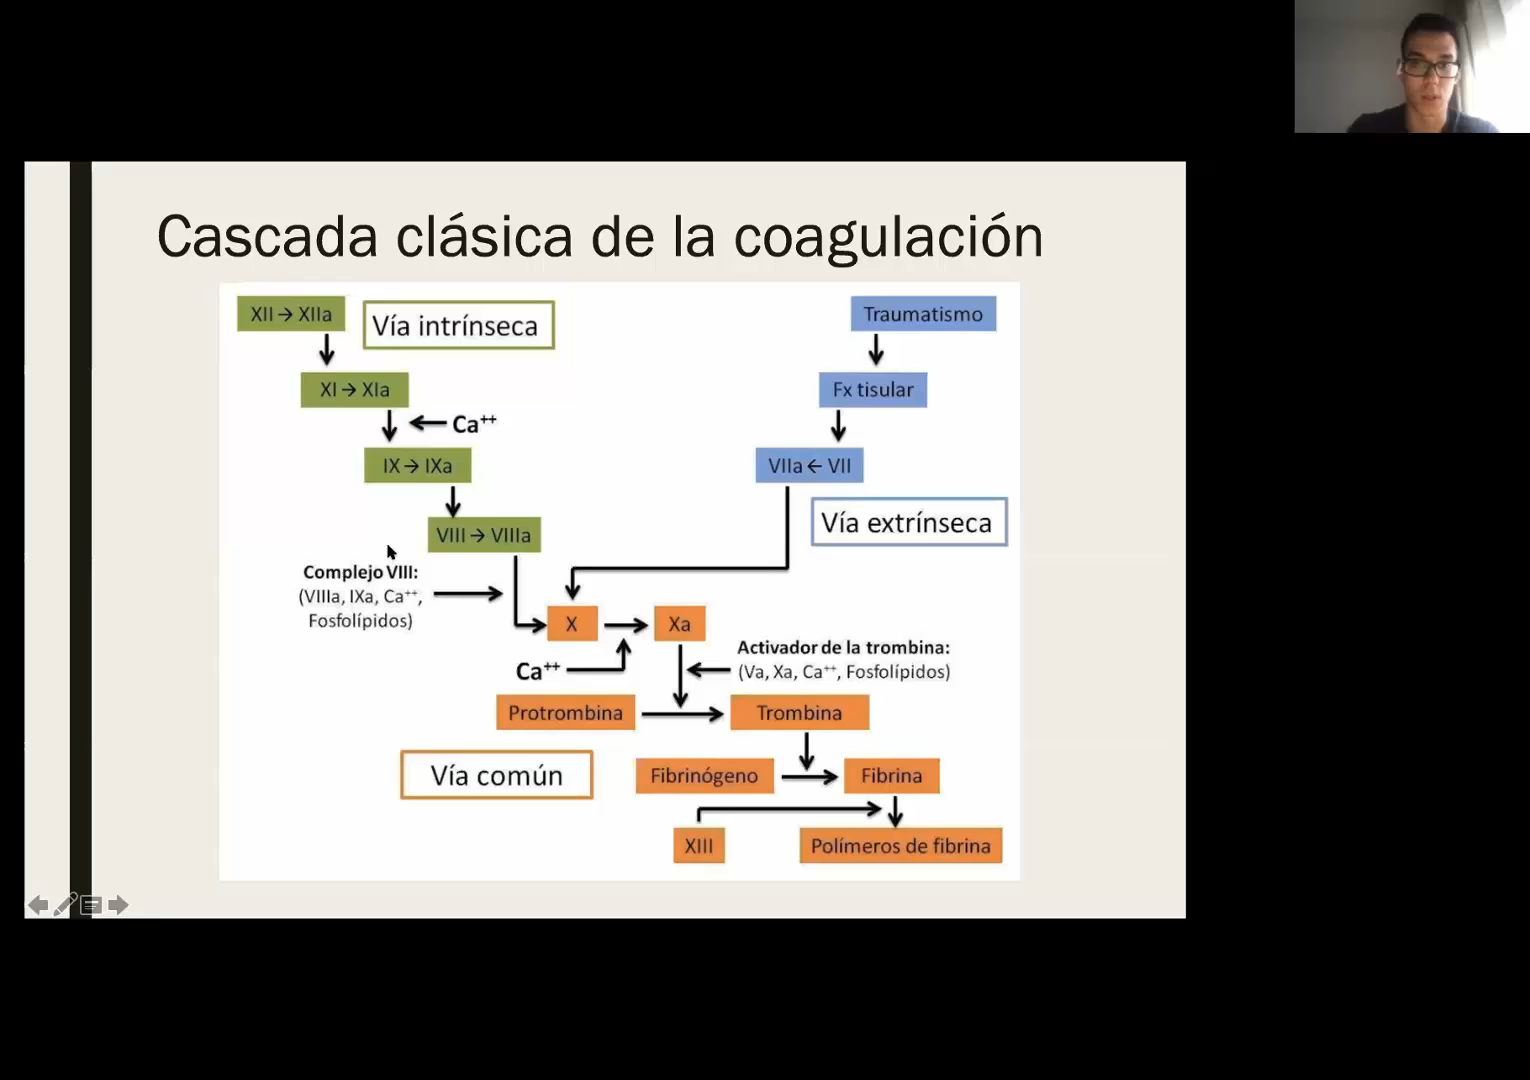 Cascada clásica de la coagulación
XII → XIIa
Vía intrínseca
Traumatismo
XI → XIa
Fx tisular
Ca⁺⁺
IX → IXa
VIIa ← VII
Vía extrínseca
VIII → VIIIa
Complejo VIII:
(VIIIa, IXa, Ca⁺⁺,
Fosfolípidos)
X
Xa
Ca⁺⁺
Activador de la trombina:
(Va, Xa, Ca⁺⁺, Fosfolípidos)
Protrombina
Trombina
Vía común
Fibrinógeno
Fibrina
XIII
Polímeros de fibrina